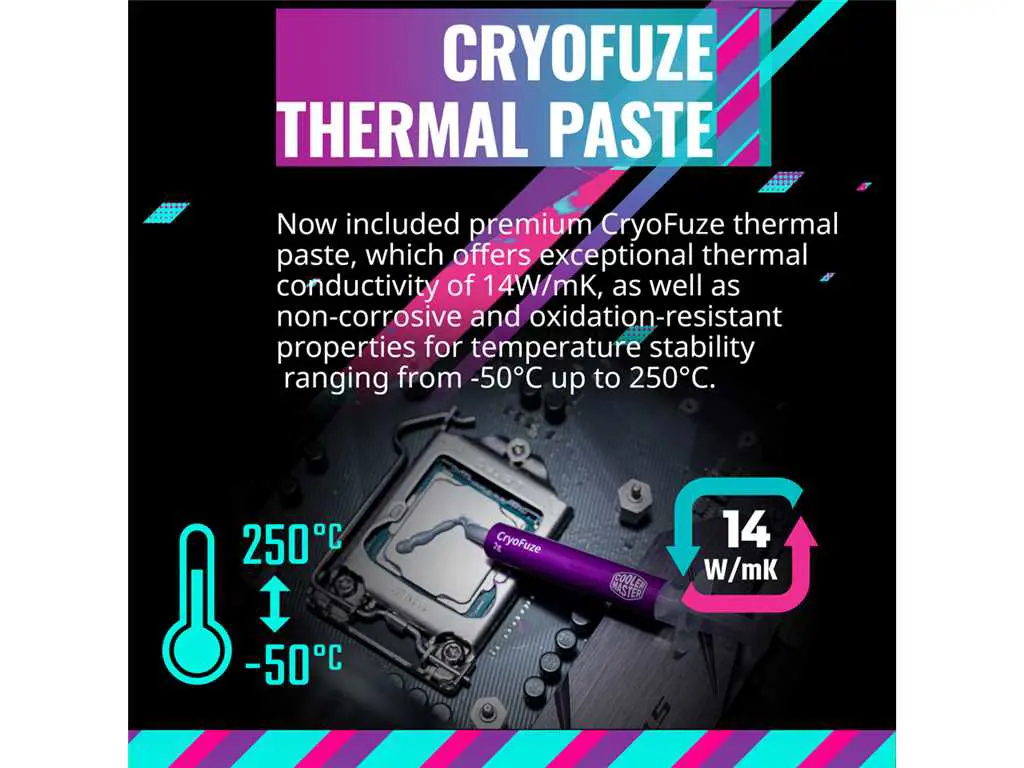 CRYOFUZE
THERMAL PASTE
Now included premium CryoFuze thermal
paste, which offers exceptional thermal
conductivity of 14W/mK, as well as
non-corrosive and oxidation-resistant
properties for temperature stability
ranging from -50°C up to 250°C.
250°C
-50°C
CryoFuze
COOLER
MASTER
14
W/mK